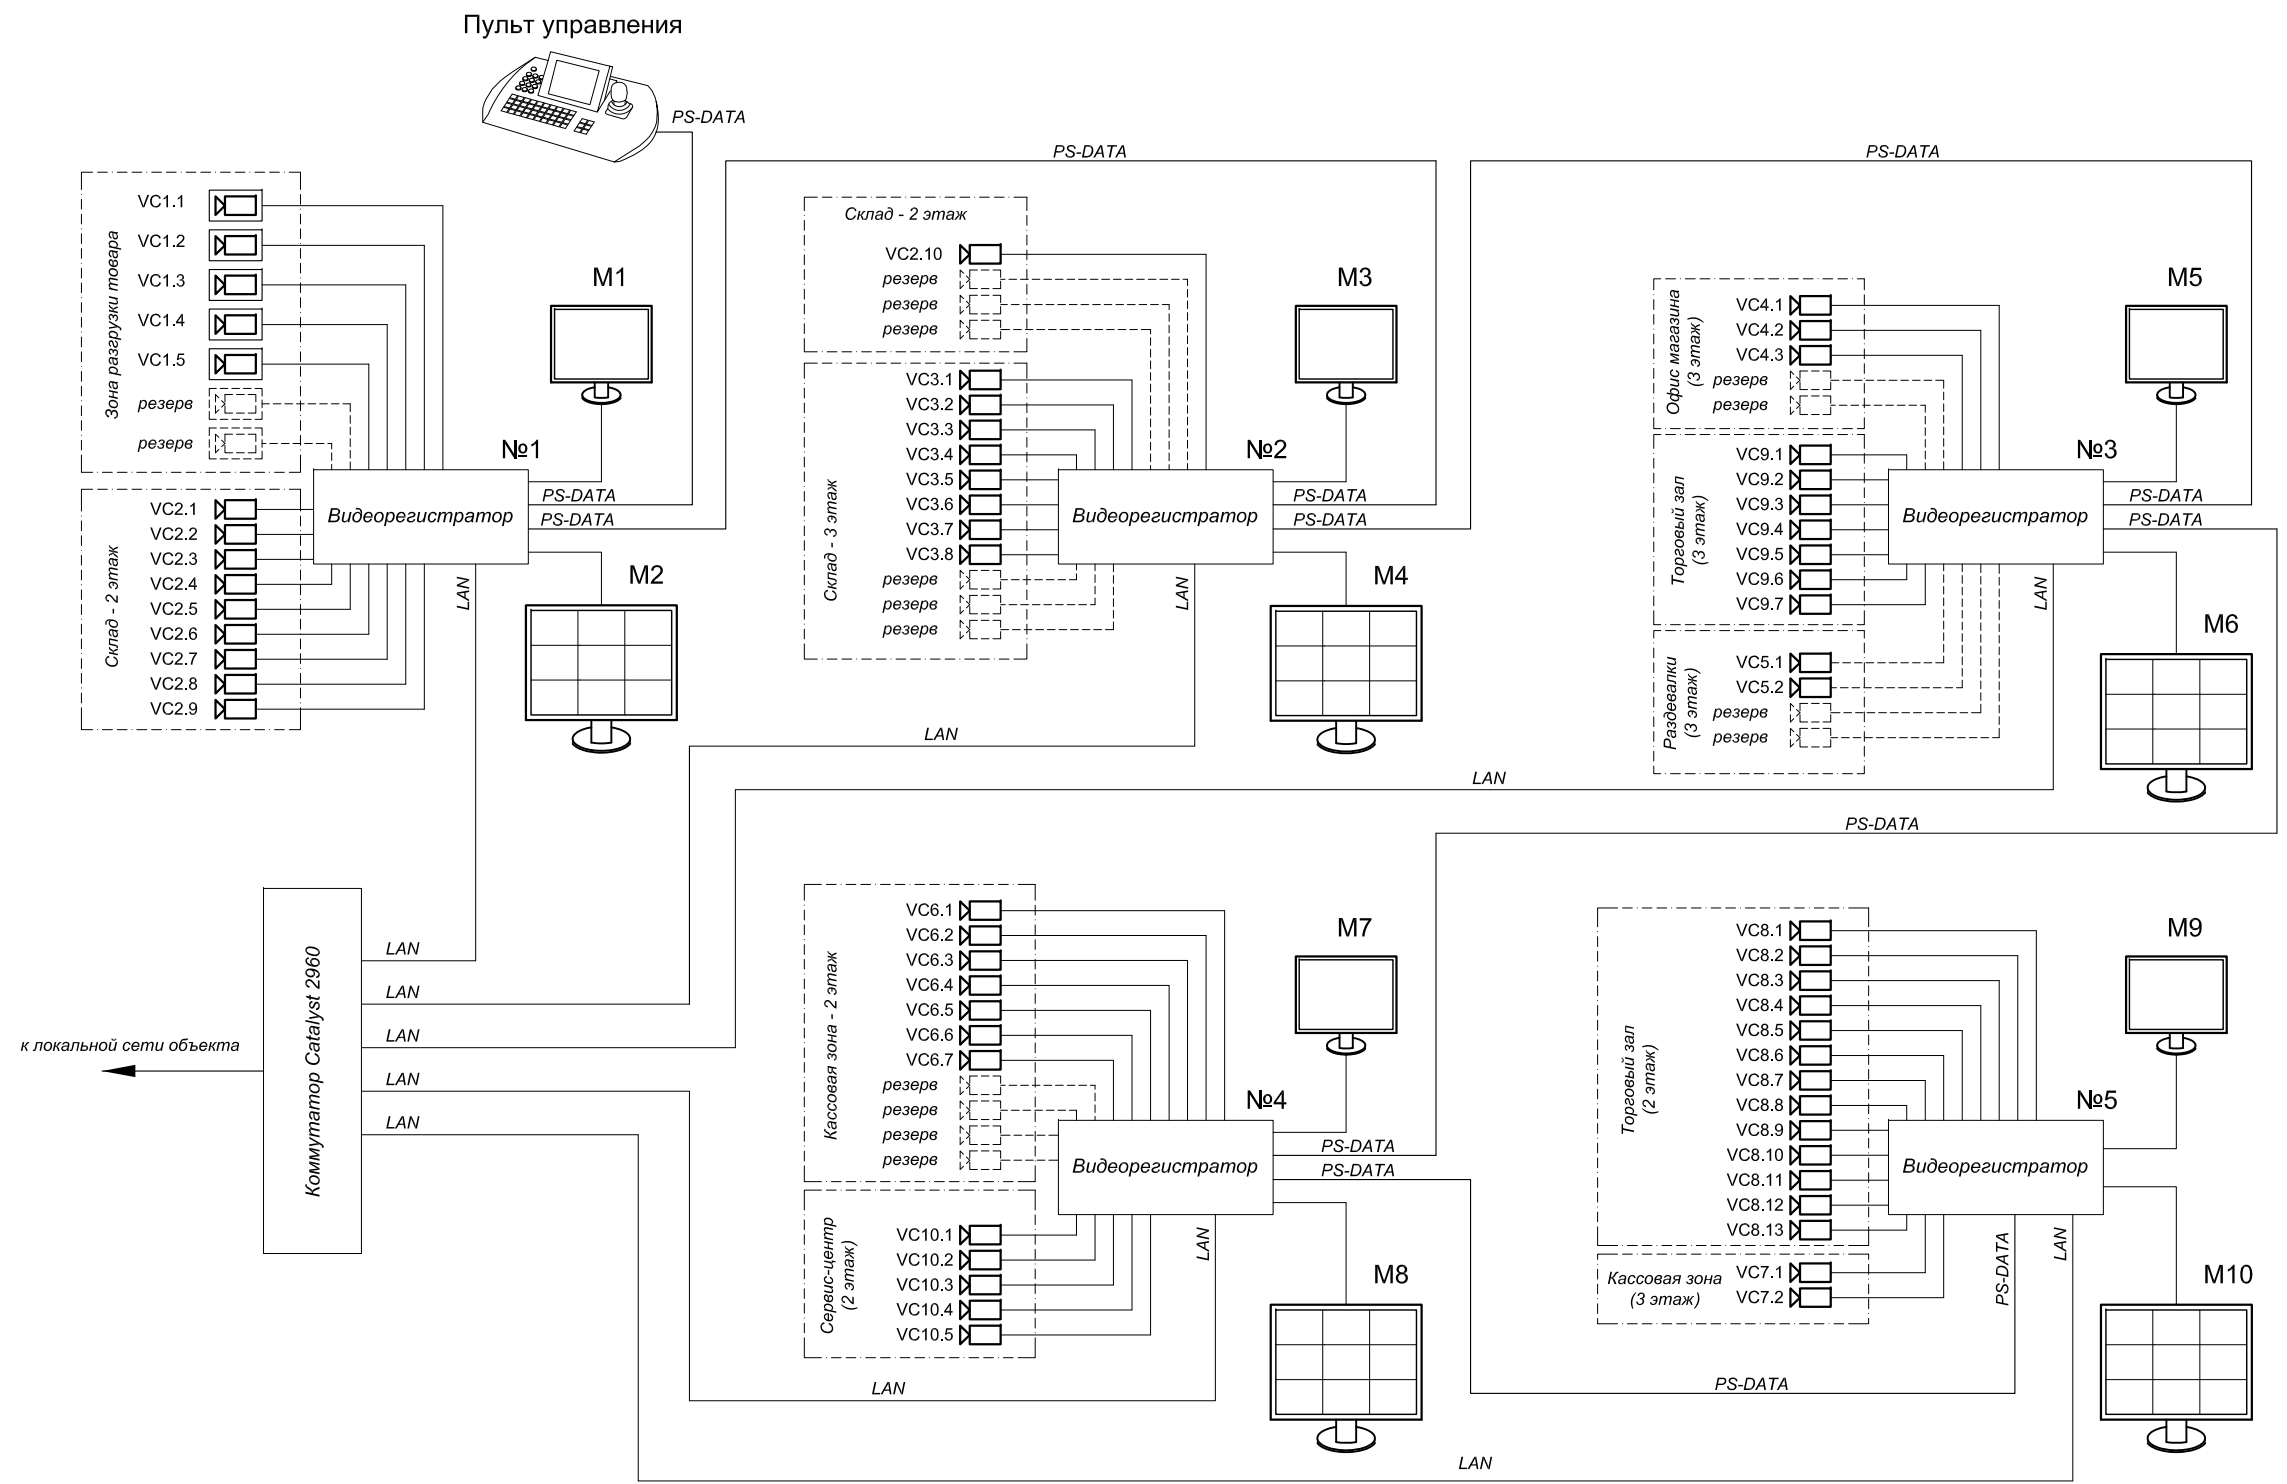 Пульт управления
PS-DATA
PS-DATA
PS-DATA
Зона разгрузки товара
VC1.1
VC1.2
VC1.3
VC1.4
VC1.5
резерв
резерв
Склад - 2 этаж
VC2.1
VC2.2
VC2.3
VC2.4
VC2.5
VC2.6
VC2.7
VC2.8
VC2.9
№1
Видеорегистратор
M1
PS-DATA
PS-DATA
M2
LAN
Склад - 2 этаж
VC2.10
резерв
резерв
резерв
Склад - 3 этаж
VC3.1
VC3.2
VC3.3
VC3.4
VC3.5
VC3.6
VC3.7
VC3.8
резерв
резерв
резерв
№2
Видеорегистратор
M3
PS-DATA
PS-DATA
M4
LAN
LAN
Офис магазина
(3 этаж)
VC4.1
VC4.2
VC4.3
резерв
резерв
Торговый зал
(3 этаж)
VC9.1
VC9.2
VC9.3
VC9.4
VC9.5
VC9.6
VC9.7
Раздевалки
(3 этаж)
VC5.1
VC5.2
резерв
резерв
№3
Видеорегистратор
M5
PS-DATA
PS-DATA
M6
LAN
LAN
PS-DATA
Коммутатор Catalyst 2960
к локальной сети объекта
LAN
LAN
LAN
LAN
LAN
Кассовая зона - 2 этаж
VC6.1
VC6.2
VC6.3
VC6.4
VC6.5
VC6.6
VC6.7
резерв
резерв
резерв
резерв
Сервис-центр
(2 этаж)
VC10.1
VC10.2
VC10.3
VC10.4
VC10.5
№4
Видеорегистратор
M7
PS-DATA
PS-DATA
M8
LAN
LAN
Торговый зал
(2 этаж)
VC8.1
VC8.2
VC8.3
VC8.4
VC8.5
VC8.6
VC8.7
VC8.8
VC8.9
VC8.10
VC8.11
VC8.12
VC8.13
Кассовая зона
(3 этаж)
VC7.1
VC7.2
№5
Видеорегистратор
M9
M10
PS-DATA
LAN
PS-DATA
LAN